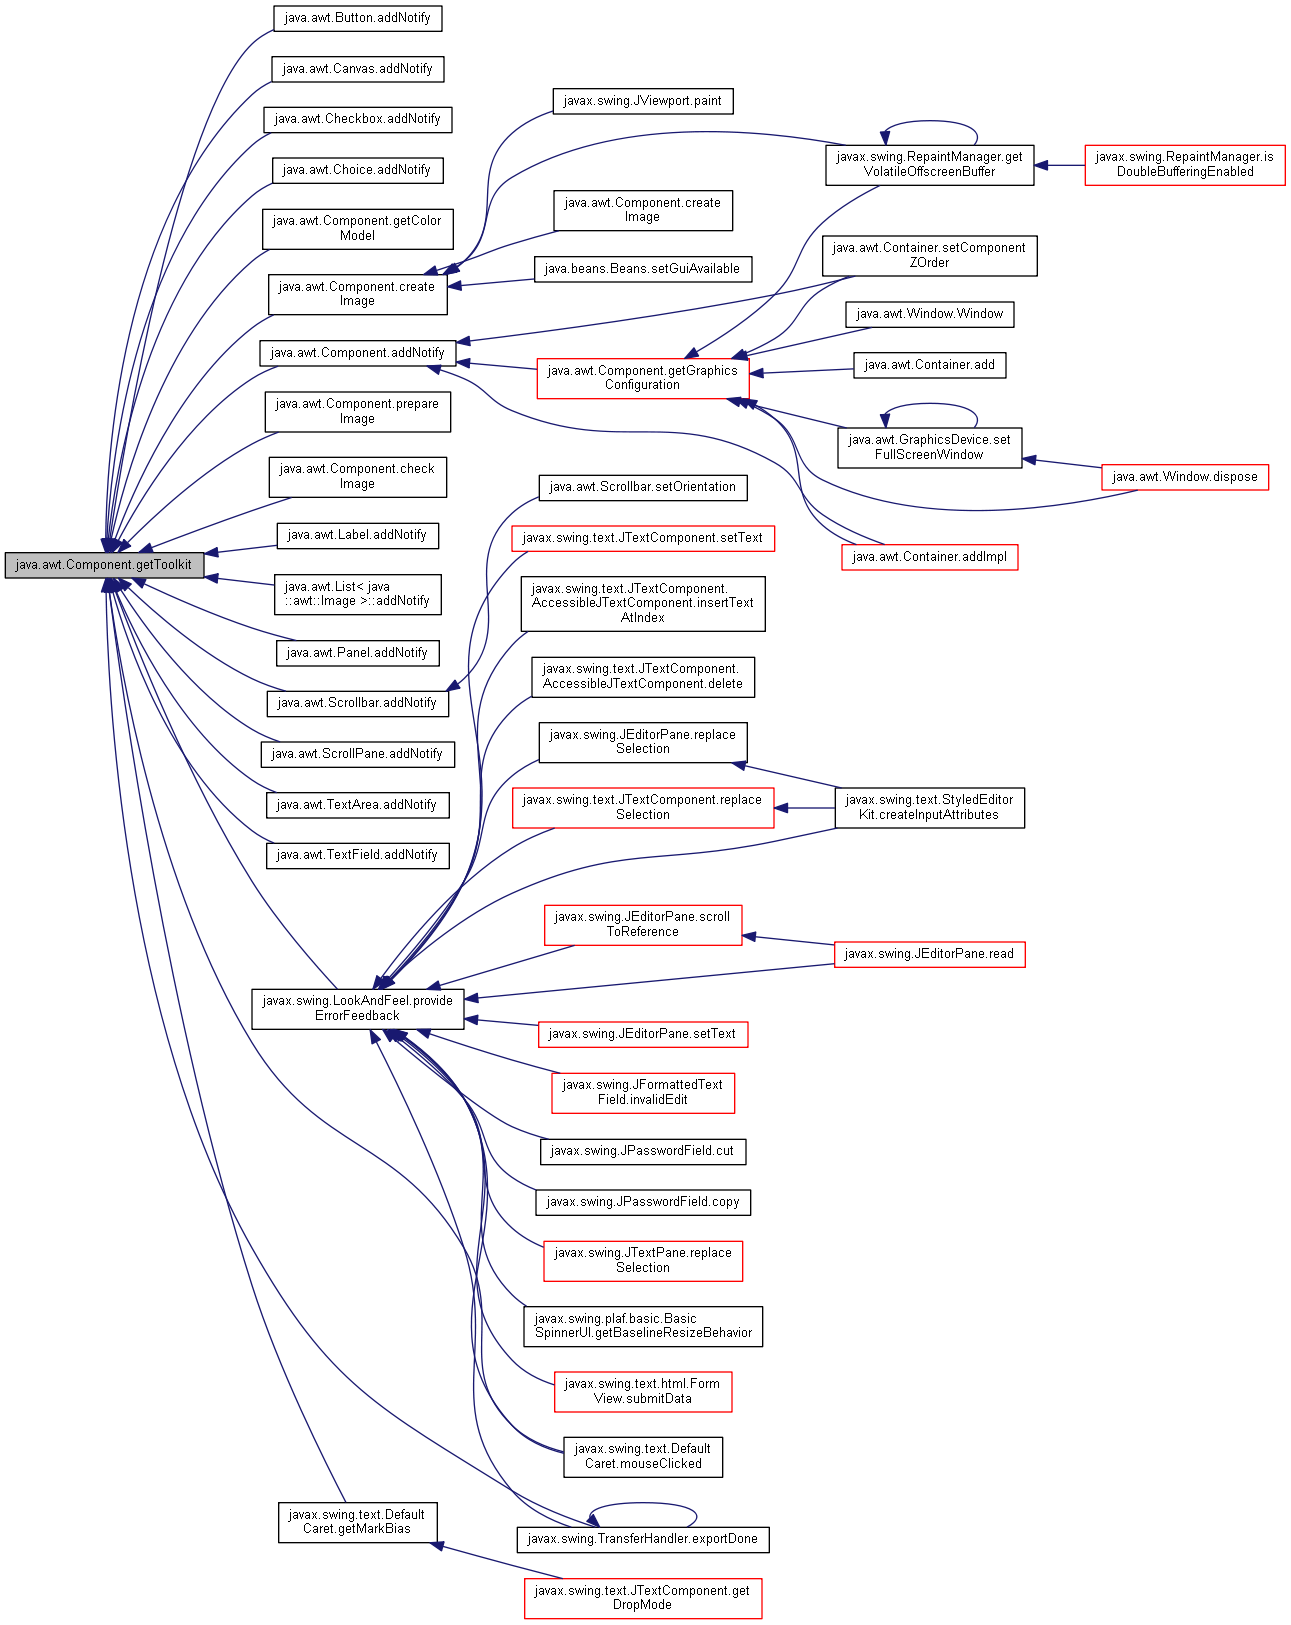 java.awt.Component.getToolkit
java.awt.Button.addNotify
java.awt.Canvas.addNotify
java.awt.Checkbox.addNotify
java.awt.Choice.addNotify
java.awt.Component.getColor
Model
java.awt.Component.create
Image
java.awt.Component.addNotify
java.awt.Component.prepare
Image
java.awt.Component.check
Image
java.awt.Label.addNotify
java.awt.List< java
::awt::Image >::addNotify
java.awt.Panel.addNotify
java.awt.Scrollbar.addNotify
java.awt.ScrollPane.addNotify
java.awt.TextArea.addNotify
java.awt.TextField.addNotify
javax.swing.LookAndFeel.provide
ErrorFeedback
javax.swing.text.Default
Caret.getMarkBias
javax.swing.JViewport.paint
java.awt.Component.create
Image
java.beans.Beans.setGuiAvailable
java.awt.Component.getGraphics
Configuration
java.awt.Scrollbar.setOrientation
javax.swing.text.JTextComponent.setText
javax.swing.text.JTextComponent.
AccessibleJTextComponent.insertText
AtIndex
javax.swing.text.JTextComponent.
AccessibleJTextComponent.delete
javax.swing.JEditorPane.replace
Selection
javax.swing.text.JTextComponent.replace
Selection
javax.swing.JEditorPane.scroll
ToReference
javax.swing.JEditorPane.setText
javax.swing.JFormattedText
Field.invalidEdit
javax.swing.JPasswordField.cut
javax.swing.JPasswordField.copy
javax.swing.JTextPane.replace
Selection
javax.swing.plaf.basic.Basic
SpinnerUI.getBaselineResizeBehavior
javax.swing.text.html.Form
View.submitData
javax.swing.text.Default
Caret.mouseClicked
javax.swing.TransferHandler.exportDone
javax.swing.text.JTextComponent.get
DropMode
javax.swing.RepaintManager.get
VolatileOffscreenBuffer
java.awt.Container.setComponent
ZOrder
java.awt.Window.Window
java.awt.Container.add
java.awt.GraphicsDevice.set
FullScreenWindow
java.awt.Container.addImpl
javax.swing.text.StyledEditor
Kit.createInputAttributes
javax.swing.JEditorPane.read
javax.swing.RepaintManager.is
DoubleBufferingEnabled
java.awt.Window.dispose